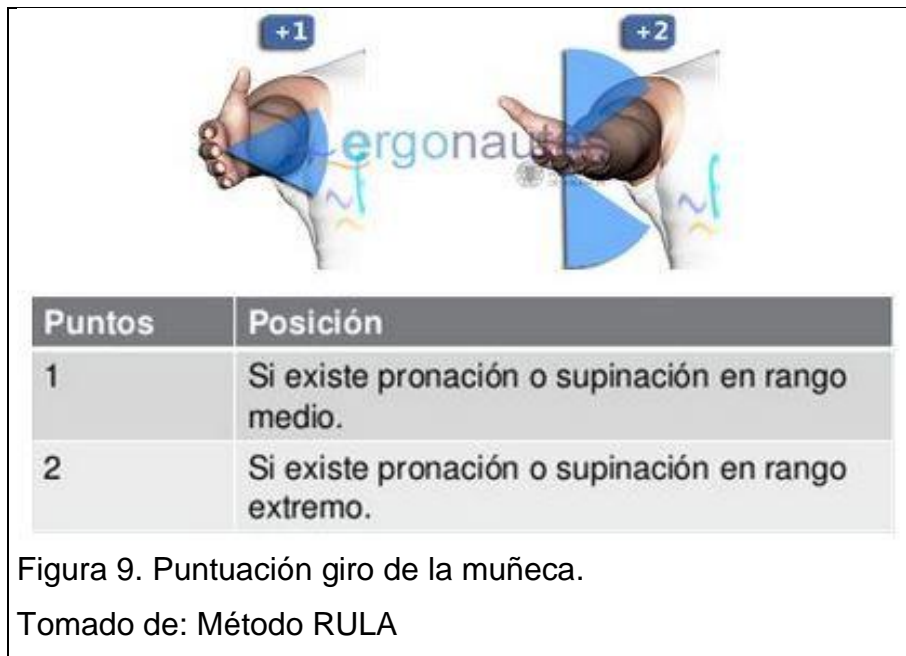 +1
+2
ergonautas
Puntos Posición
1 Si existe pronación o supinación en rango
medio.
2 Si existe pronación o supinación en rango
extremo.
Figura 9. Puntuación giro de la muñeca.
Tomado de: Método RULA